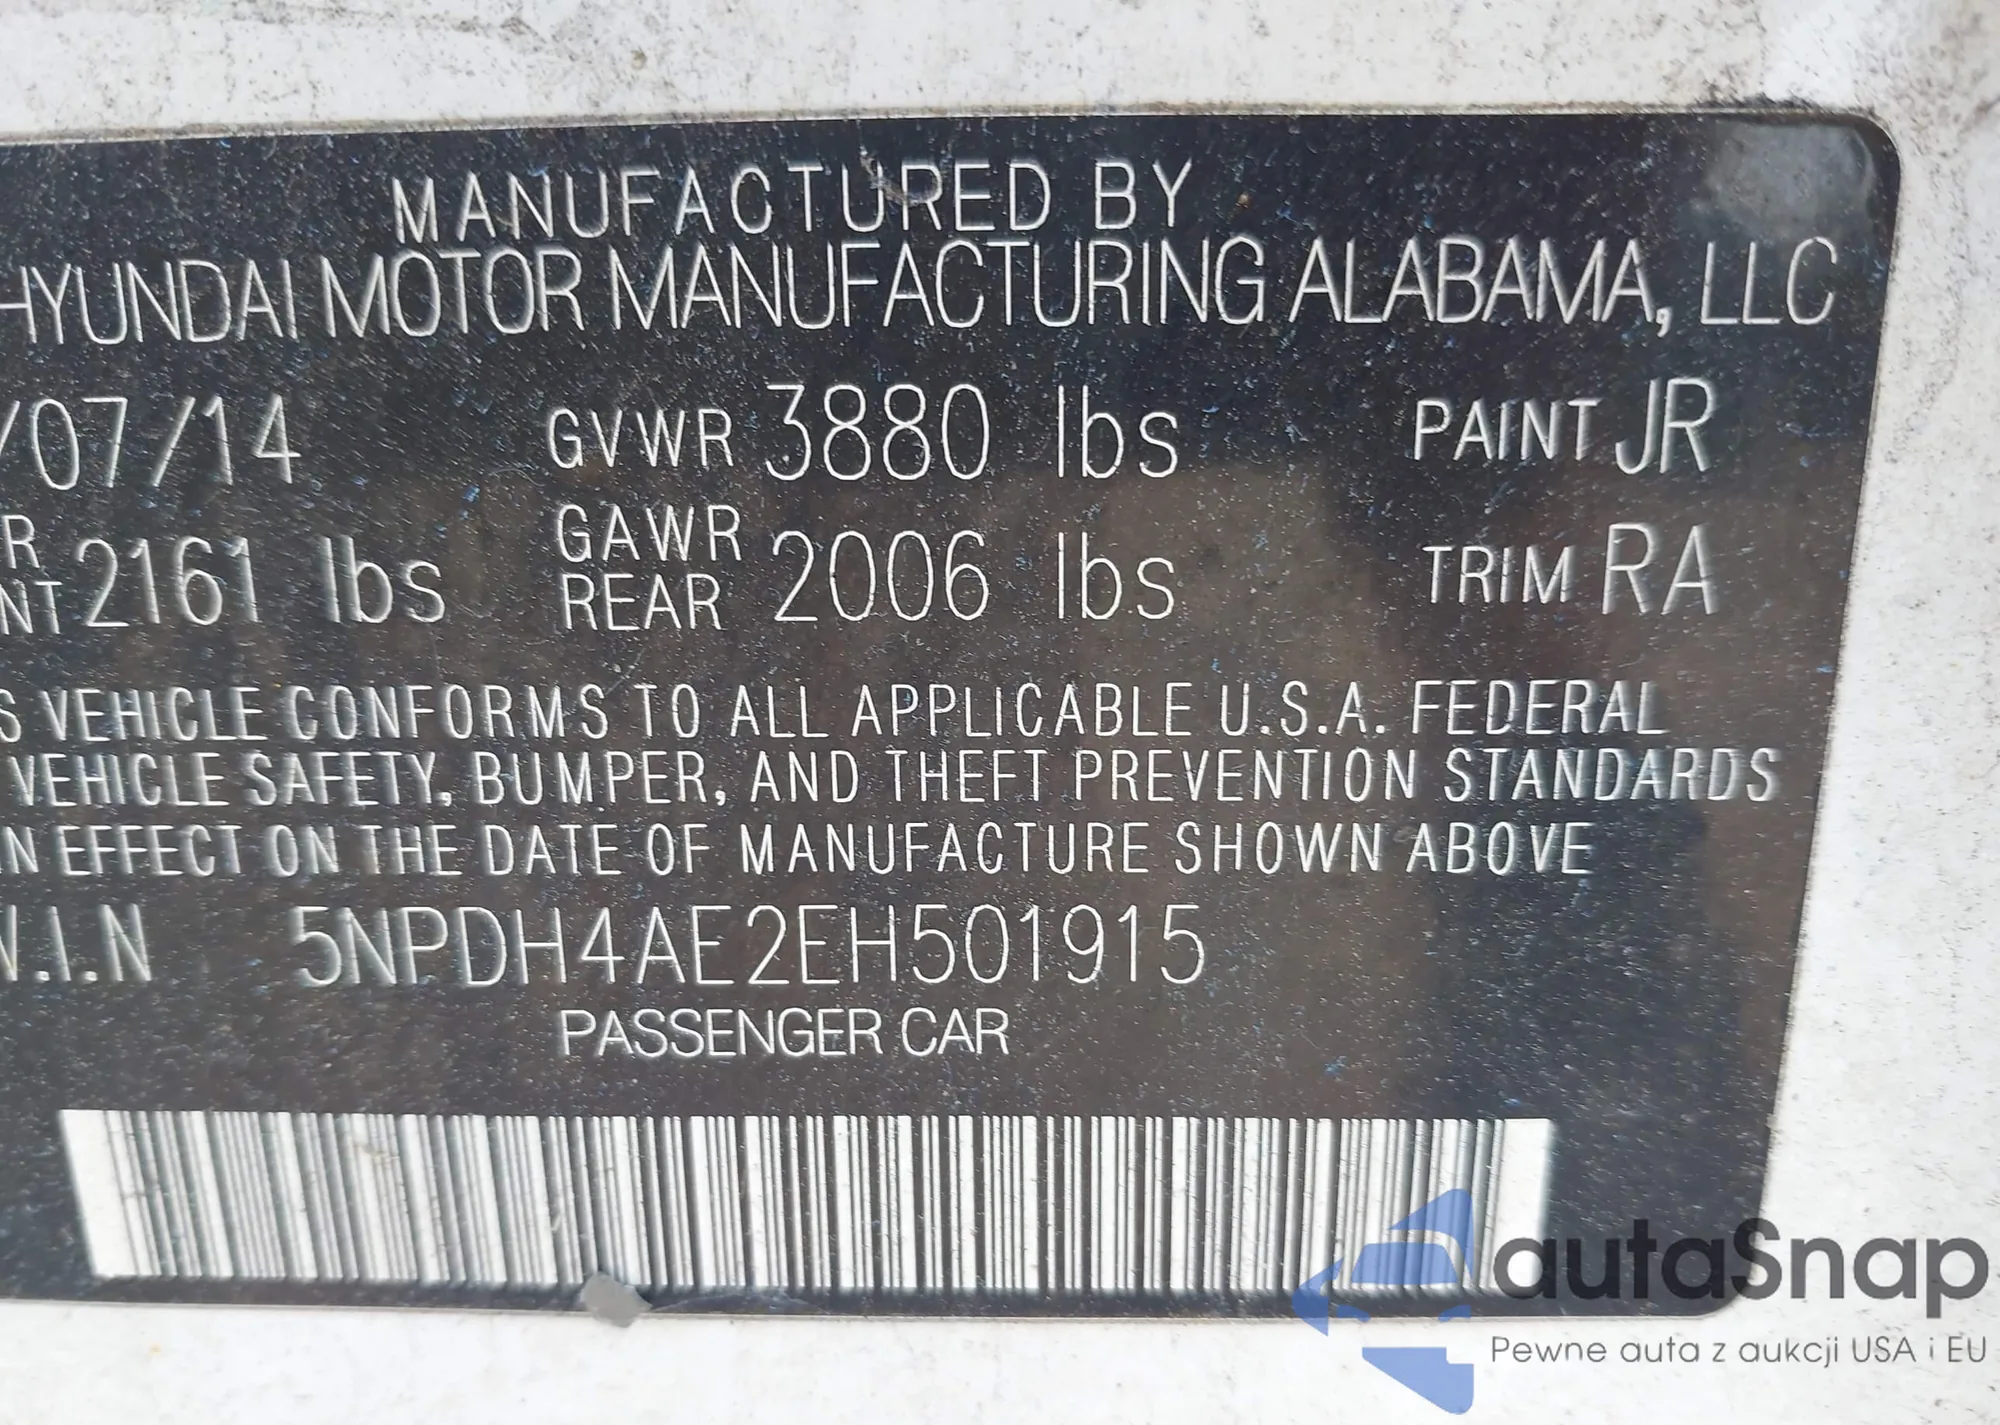 MANUFACTURED BY
HYUNDAI MOTOR MANUFACTURING ALABAMA, LLC
/07/14 GVWR 3880 lbs PAINT JR
R GAWR
NT 2161 lbs REAR 2006 lbs TRIM RA
S VEHICLE CONFORMS TO ALL APPLICABLE U.S.A. FEDERAL
VEHICLE SAFETY, BUMPER, AND THEFT PREVENTION STANDARDS
IN EFFECT ON THE DATE OF MANUFACTURE SHOWN ABOVE
V.I.N 5NPDH4AE2EH501915
PASSENGER CAR
autaSnap
Pewne auta z aukcji USA i EU